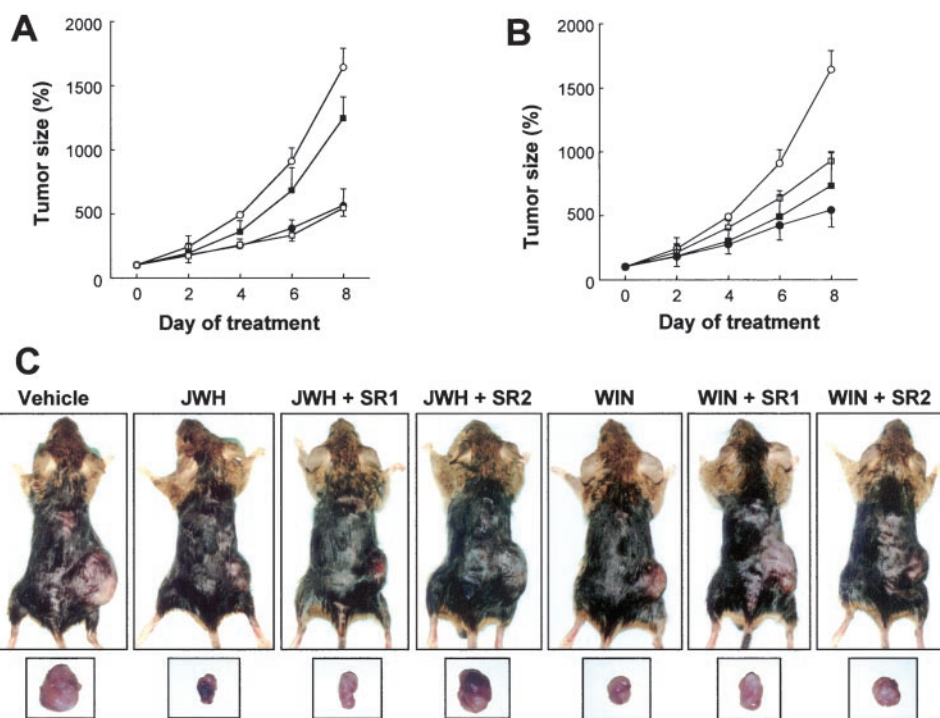 A
Tumor size (%)
2000
1500
1000
500
0
0 2 4 6 8
Day of treatment
B
Tumor size (%)
2000
1500
1000
500
0
0 2 4 6 8
Day of treatment
C
Vehicle JWH JWH + SR1 JWH + SR2 WIN WIN + SR1 WIN + SR2